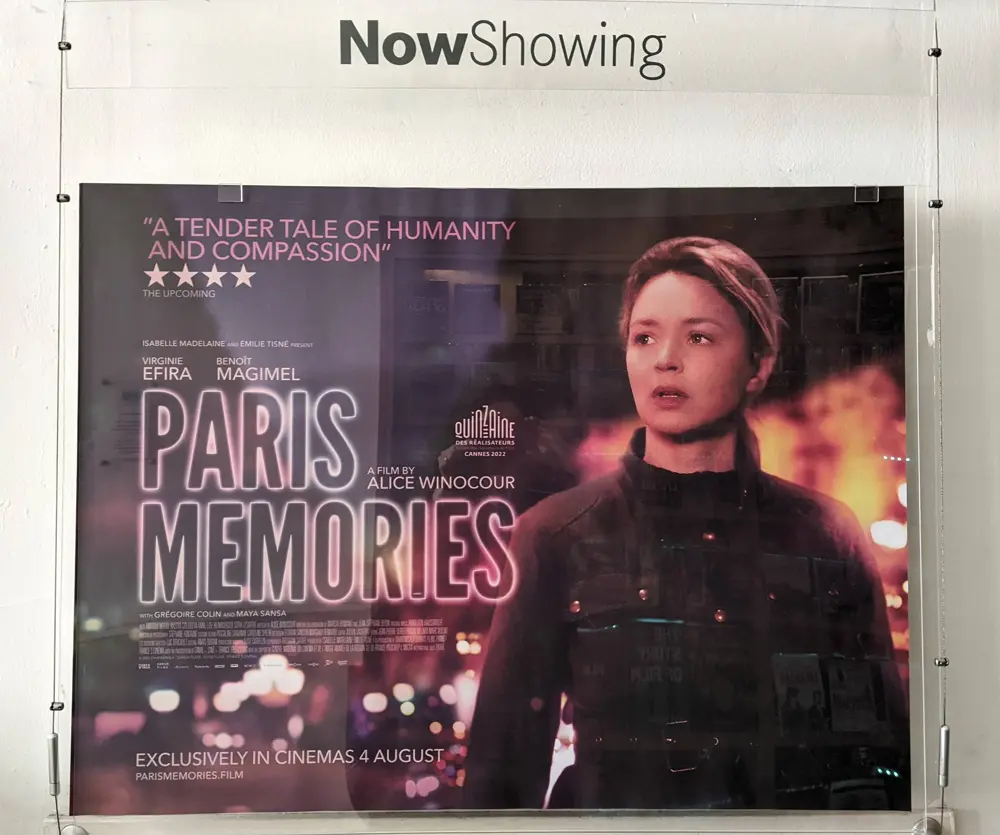 NowShowing
"A TENDER TALE OF HUMANITY
AND COMPASSION"
THE UPCOMING
ISABELLE MADELAINE AND ÉMILIE TISNÉ PRESENT
VIRGINIE EFIRA
BENOÎT MAGIMEL
PARIS
QUINZAINE
DES RÉALISATEURS
CANNES 2022
A FILM BY
ALICE WINOCOUR
MEMORIES
WITH GRÉGOIRE COLIN AND MAYA SANSA
EXCLUSIVELY IN CINEMAS 4 AUGUST
PARISMEMORIES.FILM